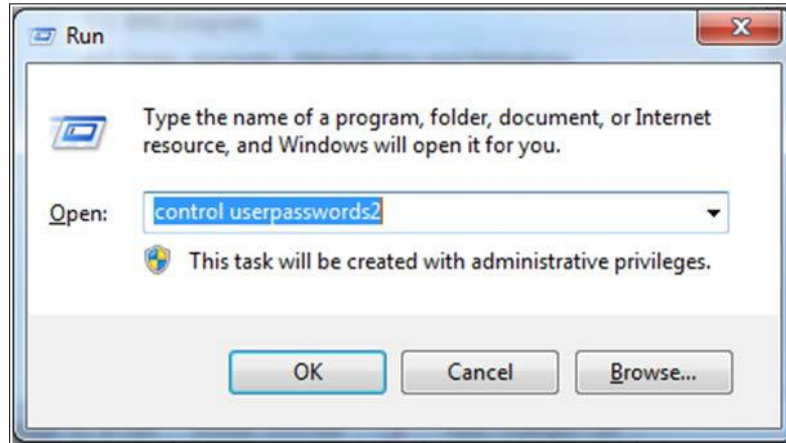 Run
Type the name of a program, folder, document, or Internet
resource, and Windows will open it for you.
Open:
control userpasswords2
This task will be created with administrative privileges.
OK
Cancel
Browse...